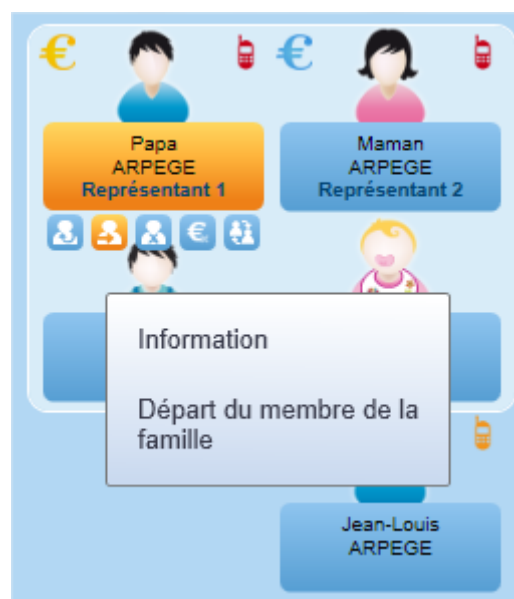 €
€
Papa
ARPEGE
Représentant 1
Maman
ARPEGE
Représentant 2
€
Information
Départ du membre de la
famille
Jean-Louis
ARPEGE